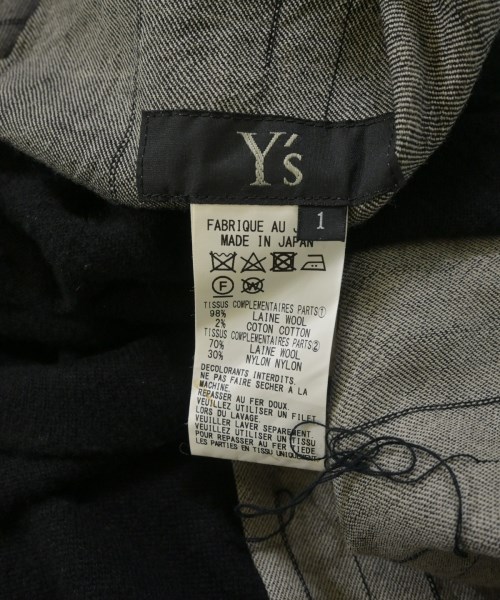 Y's
1
FABRIQUE AU
MADE IN JAPAN
F W
TISSUS COMPLEMENTAIRES PARTS①
98% LAINE WOOL
2% COTON COTTON
TISSUS COMPLEMENTAIRES PARTS②
70% LAINE WOOL
30% NYLON NYLON
DECOLORANTS INTERDITS.
NE PAS FAIRE SECHER A LA
MACHINE.
REPASSER AU FER DOUX.
VEUILLEZ UTILISER UN FILET
LORS DU LAVAGE.
VEUILLER LAVER SEPAREMENT
VEUILLEZ UTILISER UN TISSU
POUR REPASSER AU FER TIEDE
LES PARTIES EN TISSU UNIQUEMENT